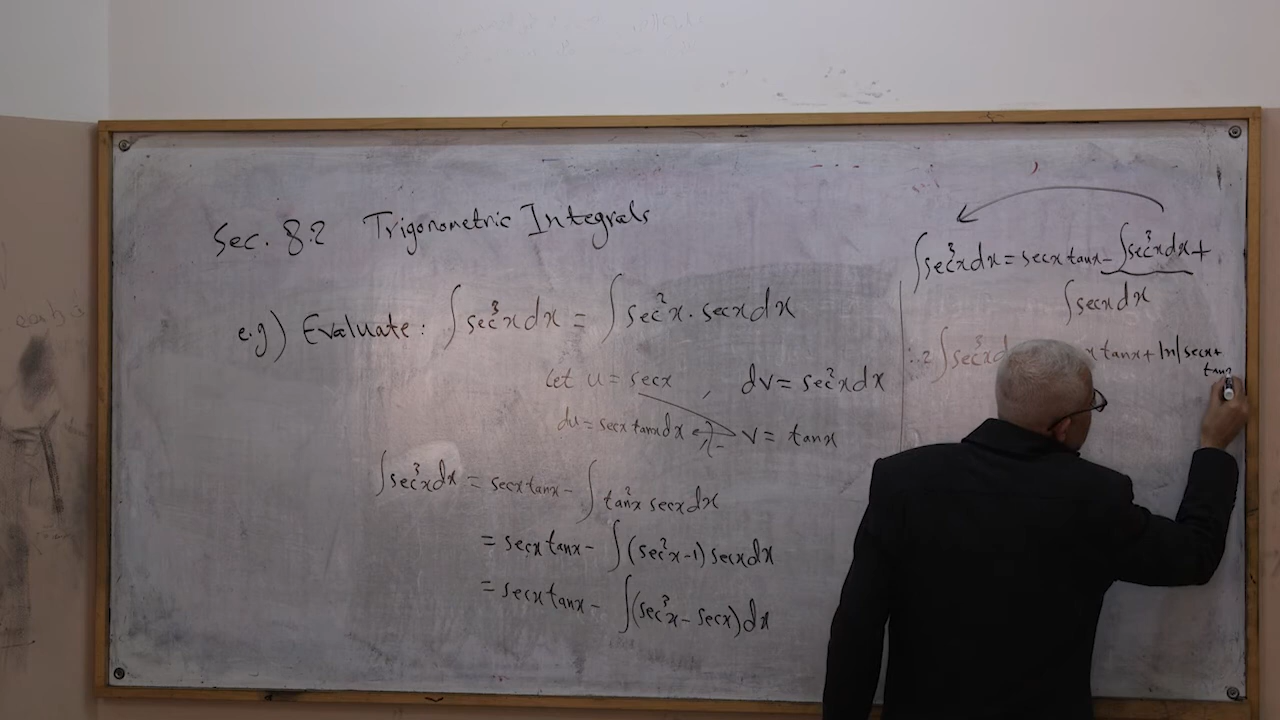 Sec. 8.2 Trigonometric Integrals
e.g) Evaluate: ∫sec³x dx = ∫sec²x · secx dx
Let u = secx , dv = sec²x dx
du = secx tanx dx v = tanx
∫sec³x dx = secx tanx - ∫tan²x secx dx
= secx tanx - ∫(sec²x-1) secx dx
= secx tanx - ∫(sec³x - secx) dx
∫sec³x dx = secx tanx - ∫sec³x dx +
∫secx dx
∴ 2∫sec³x d x tanx + ln|secx +
tanx